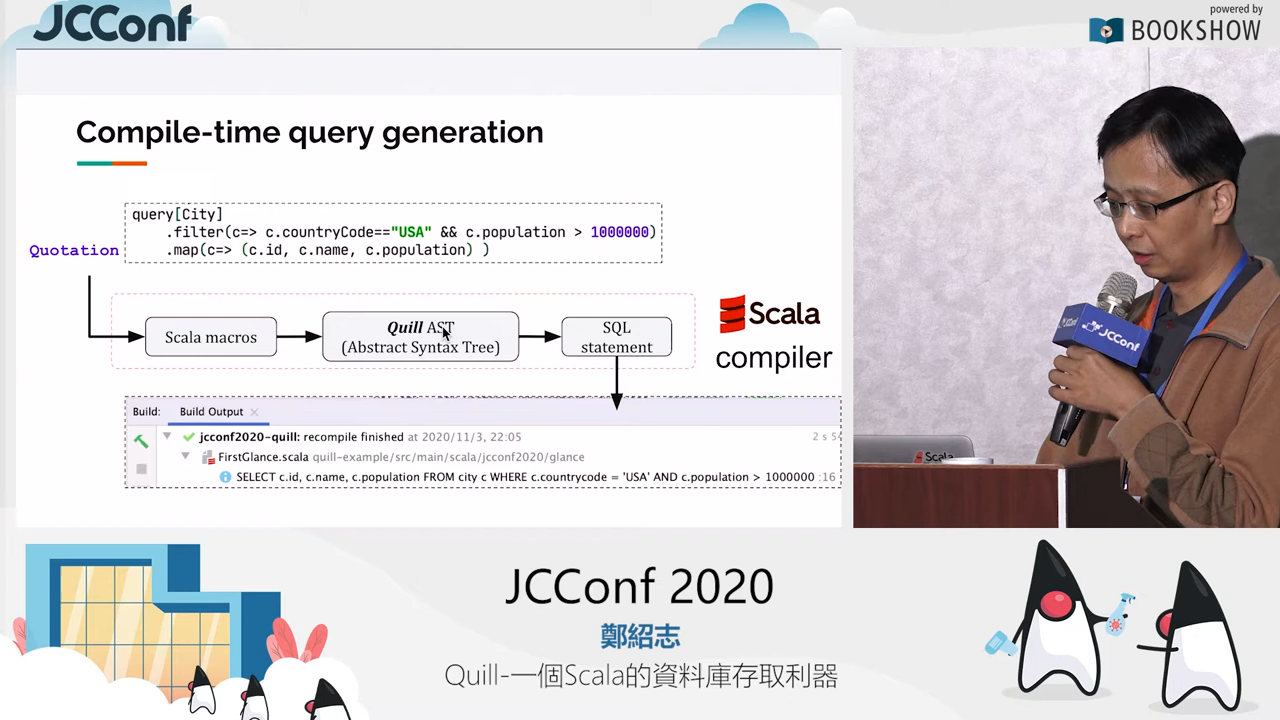 JCConf
powered by
BOOKSHOW
Compile-time query generation
query[City]
.filter(c=> c.countryCode=="USA" && c.population > 1000000)
.map(c=> (c.id, c.name, c.population) )
Quotation
Scala macros
Quill AST
(Abstract Syntax Tree)
SQL
statement
Scala
compiler
Build:
Build Output
jcconf2020-quill: recompile finished at 2020/11/3, 22:05
2 s 54
FirstGlance.scala quill-example/src/main/scala/jcconf2020/glance
SELECT c.id, c.name, c.population FROM city c WHERE c.countrycode = 'USA' AND c.population > 1000000 :16
JCConf
JCConf
Scala
JCConf 2020
鄭紹志
Quill-一個Scala的資料庫存取利器